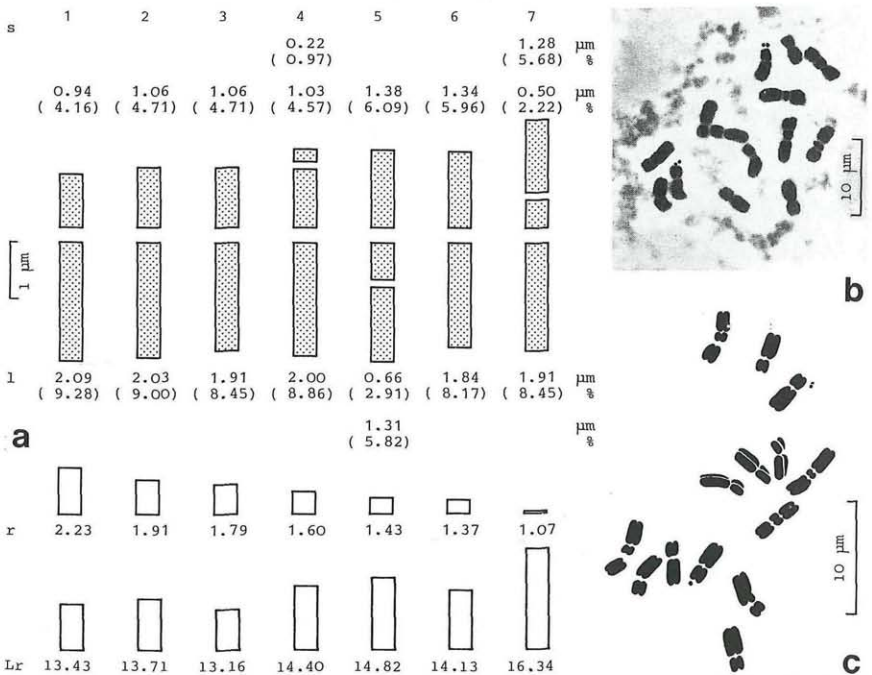 1 2 3 4 5 6 7
s
0.22 1.28 µm
( 0.97) ( 5.68) %
0.94 1.06 1.06 1.03 1.38 1.34 0.50 µm
( 4.16) ( 4.71) ( 4.71) ( 4.57) ( 6.09) ( 5.96) ( 2.22) %
1 µm
10 µm
b
l 2.09 2.03 1.91 2.00 0.66 1.84 1.91 µm
( 9.28) ( 9.00) ( 8.45) ( 8.86) ( 2.91) ( 8.17) ( 8.45) %
1.31 µm
( 5.82) %
a
r 2.23 1.91 1.79 1.60 1.43 1.37 1.07
10 µm
Lr 13.43 13.71 13.16 14.40 14.82 14.13 16.34
c